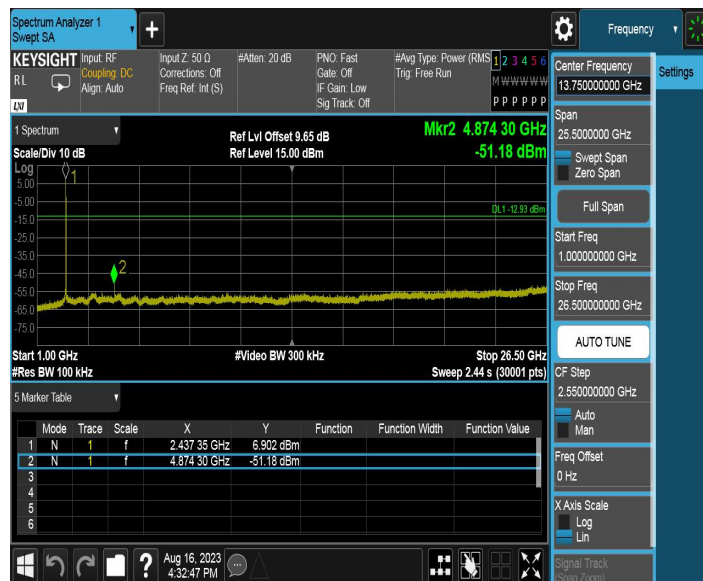 Spectrum Analyzer 1
Swept SA
+
Frequency
KEYSIGHT
Input: RF
Input Z: 50 Ω
#Atten: 20 dB
PNO: Fast
#Avg Type: Power (RMS
1 2 3 4 5 6
R L
Coupling: DC
Corrections: Off
Gate: Off
Trig: Free Run
M W W W W W
Align: Auto
Freq Ref: Int (S)
IF Gain: Low
Sig Track: Off
P P P P P P
LXI
1 Spectrum
Ref Lvl Offset 9.65 dB
Mkr2 4.874 30 GHz
Scale/Div 10 dB
Ref Level 15.00 dBm
-51.18 dBm
Log
1
5.00
-5.00
DL1 -12.93 dBm
-15.0
-25.0
-35.0
2
-45.0
-55.0
-65.0
-75.0
Start 1.00 GHz
#Video BW 300 kHz
Stop 26.50 GHz
#Res BW 100 kHz
Sweep 2.44 s (30001 pts)
5 Marker Table
Mode Trace Scale X Y Function Function Width Function Value
1 N 1 f 2.437 35 GHz 6.902 dBm
2 N 1 f 4.874 30 GHz -51.18 dBm
3
4
5
6
?
Aug 16, 2023
4:32:47 PM
Center Frequency
13.750000000 GHz
Settings
Span
25.5000000 GHz
Swept Span
Zero Span
Full Span
Start Freq
1.000000000 GHz
Stop Freq
26.500000000 GHz
AUTO TUNE
CF Step
2.550000000 GHz
Auto
Man
Freq Offset
0 Hz
X Axis Scale
Log
Lin
Signal Track
(Span Zoom)